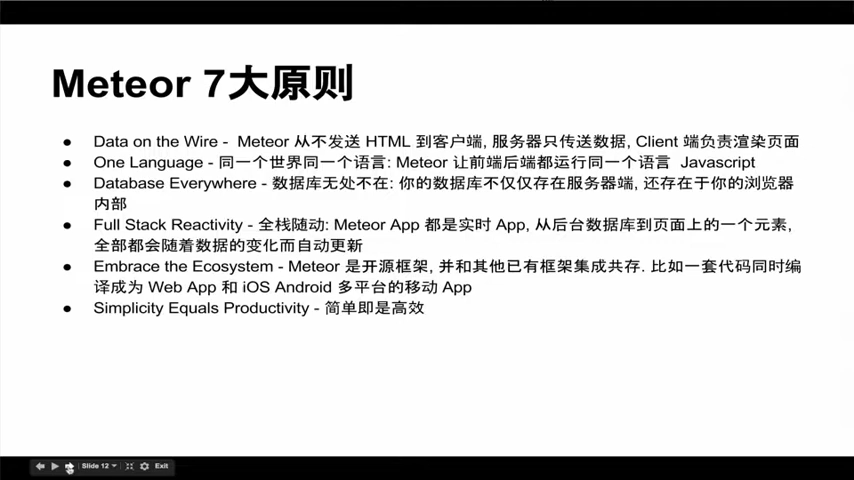 Meteor 7大原则
● Data on the Wire - Meteor 从不发送 HTML 到客户端, 服务器只传送数据, Client 端负责渲染页面
● One Language - 同一个世界同一个语言: Meteor 让前端后端都运行同一个语言 Javascript
● Database Everywhere - 数据库无处不在: 你的数据库不仅仅存在服务器端, 还存在于你的浏览器
内部
● Full Stack Reactivity - 全栈随动: Meteor App 都是实时 App, 从后台数据库到页面上的一个元素,
全部都会随着数据的变化而自动更新
● Embrace the Ecosystem - Meteor 是开源框架, 并和其他已有框架集成共存. 比如一套代码同时编
译成为 Web App 和 iOS Android 多平台的移动 App
● Simplicity Equals Productivity - 简单即是高效
Slide 12 Exit